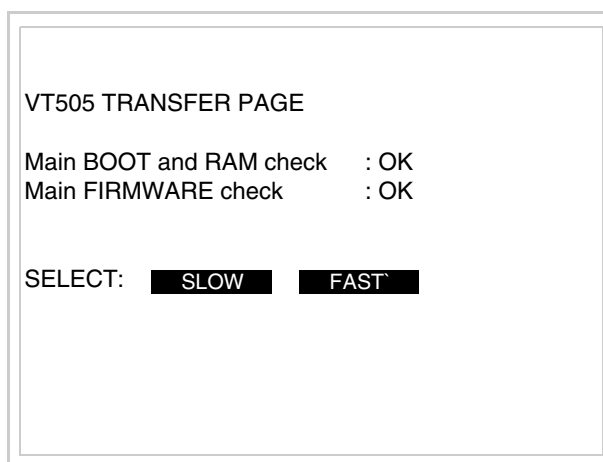 VT505 TRANSFER PAGE
Main BOOT and RAM check : OK
Main FIRMWARE check : OK
SELECT: SLOW FAST`